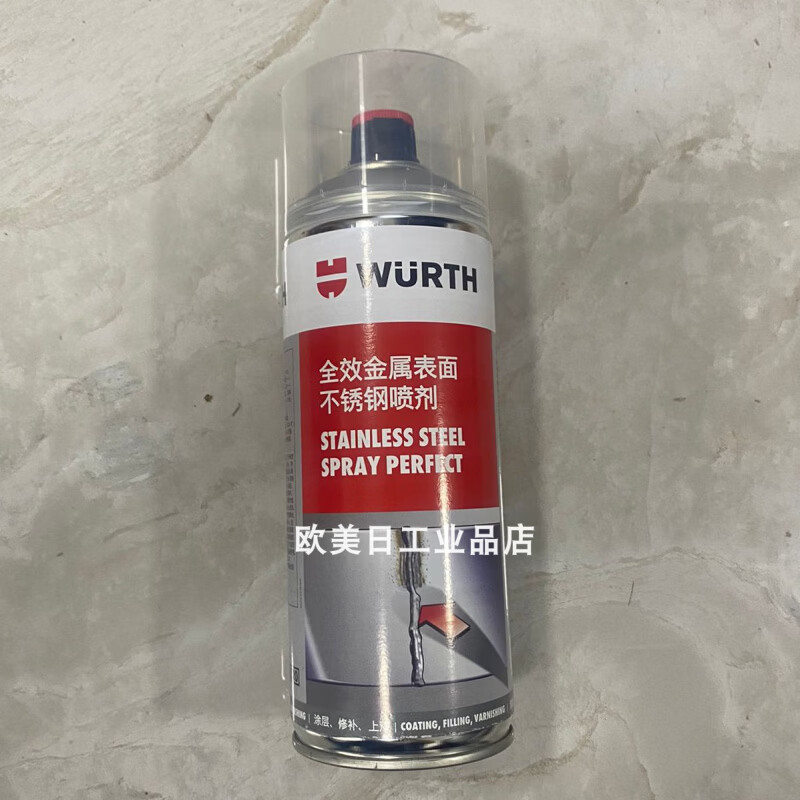 WÜRTH
全效金属表面
不锈钢喷剂
STAINLESS STEEL
SPRAY PERFECT
欧美日工业品店
涂层、修补、上 | COATING, FILLING, VARNISHING